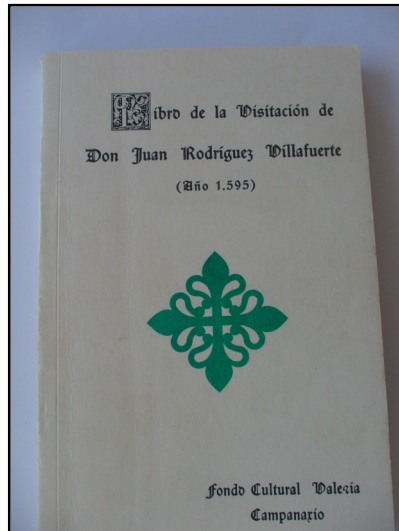 Libro de la Visitación de
Don Juan Rodríguez Villafuerte
(Año 1.595)
Fondo Cultural Valeria
Campanario